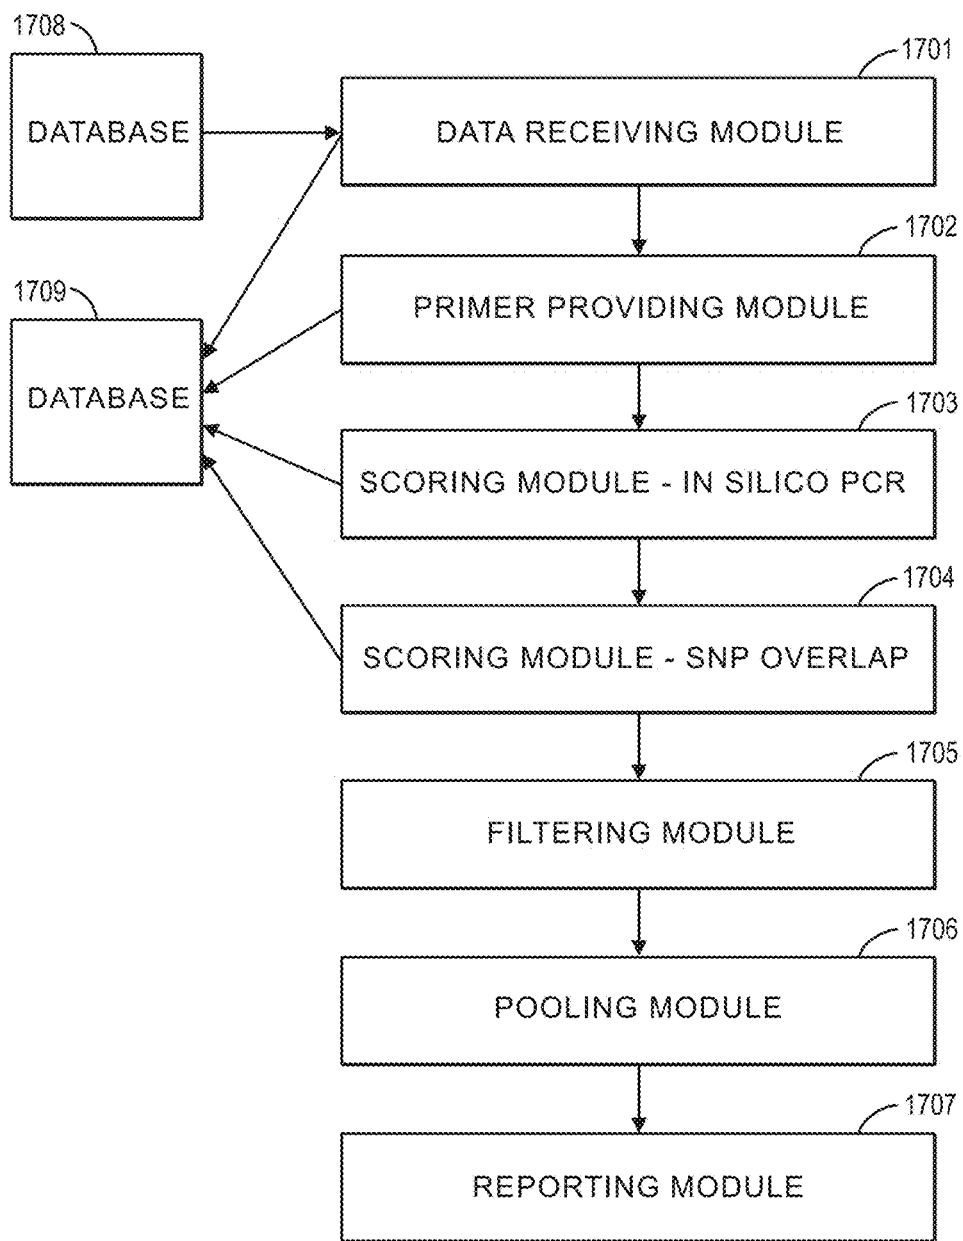 1708
DATABASE
1701
DATA RECEIVING MODULE
1702
PRIMER PROVIDING MODULE
1709
DATABASE
1703
SCORING MODULE - IN SILICO PCR
1704
SCORING MODULE - SNP OVERLAP
1705
FILTERING MODULE
1706
POOLING MODULE
1707
REPORTING MODULE